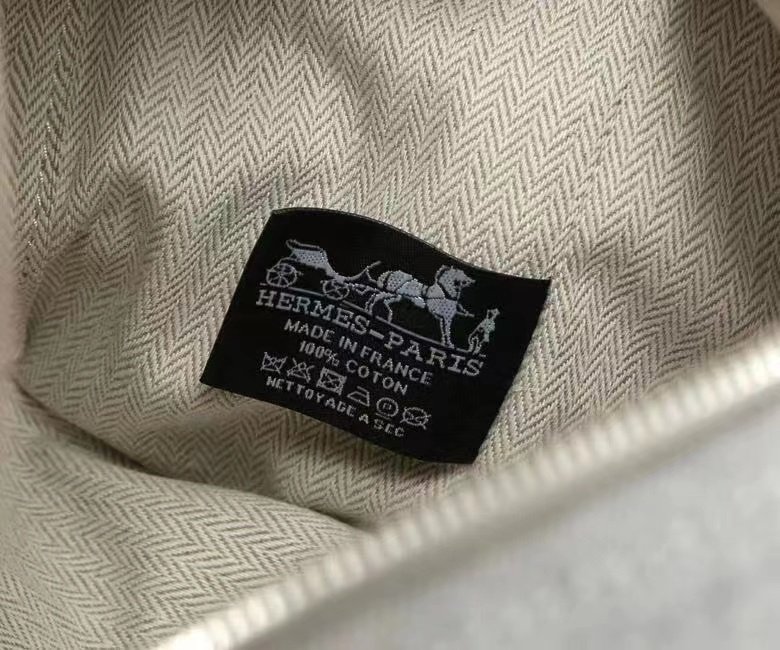 HERMES-PARIS
MADE IN FRANCE
100% COTON
NETTOYAGE A SEC